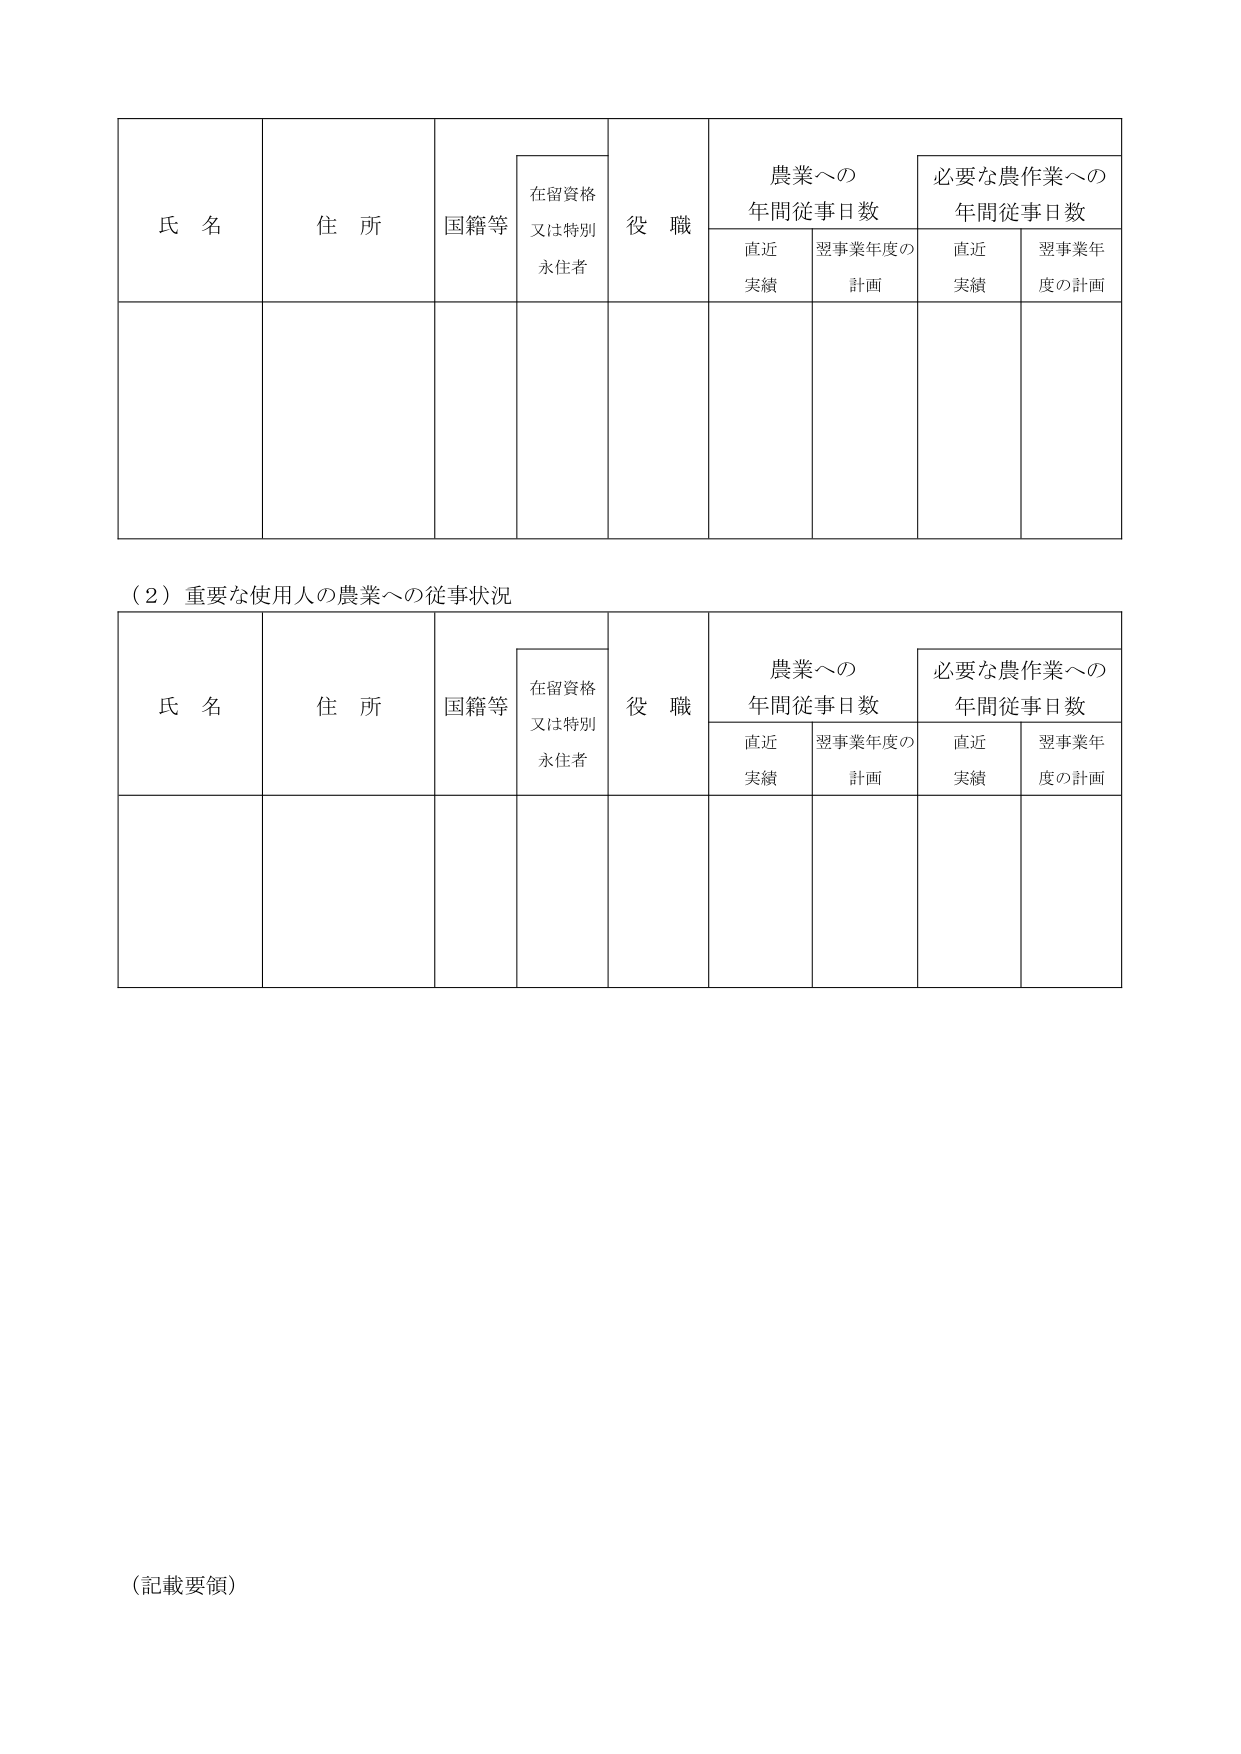 氏　名
住　所
国籍等
在留資格
又は特別
永住者
役　職
農業への
年間従事日数
必要な農作業への
年間従事日数
直近
実績
翌事業年度の
計画
直近
実績
翌事業年
度の計画
（２）重要な使用人の農業への従事状況
氏　名
住　所
国籍等
在留資格
又は特別
永住者
役　職
農業への
年間従事日数
必要な農作業への
年間従事日数
直近
実績
翌事業年度の
計画
直近
実績
翌事業年
度の計画
（記載要領）